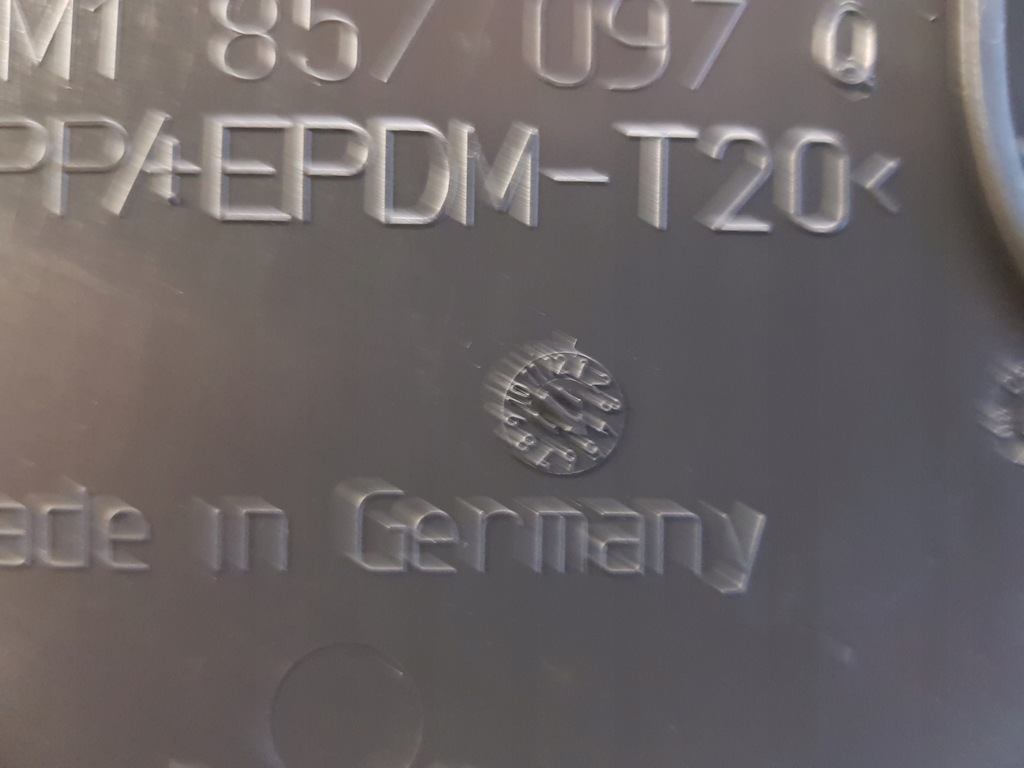 M1 857 097 Q
PP+EPDM-T20<
ade in Germany